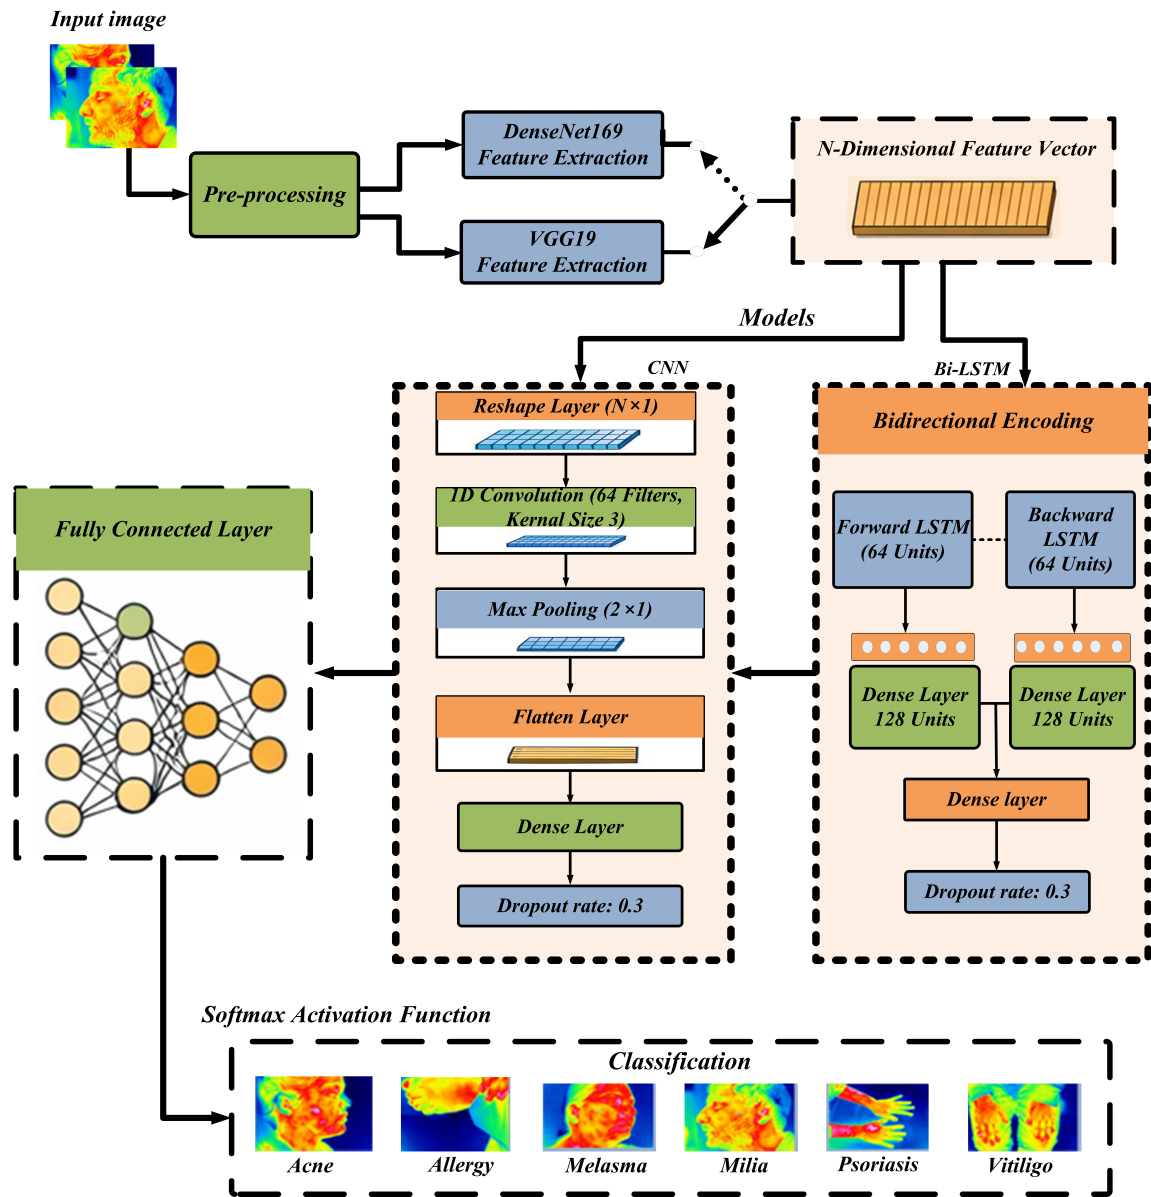 Input image
DenseNet169
Feature Extraction
Pre-processing
VGG19
Feature Extraction
N-Dimensional Feature Vector
Models
CNN
Bi-LSTM
Reshape Layer (N×1)
1D Convolution (64 Filters,
Kernal Size 3)
Max Pooling (2×1)
Flatten Layer
Dense Layer
Dropout rate: 0.3
Bidirectional Encoding
Forward LSTM
(64 Units)
Backward
LSTM
(64 Units)
Dense Layer
128 Units
Dense Layer
128 Units
Dense layer
Dropout rate: 0.3
Fully Connected Layer
Softmax Activation Function
Classification
Acne
Allergy
Melasma
Milia
Psoriasis
Vitiligo